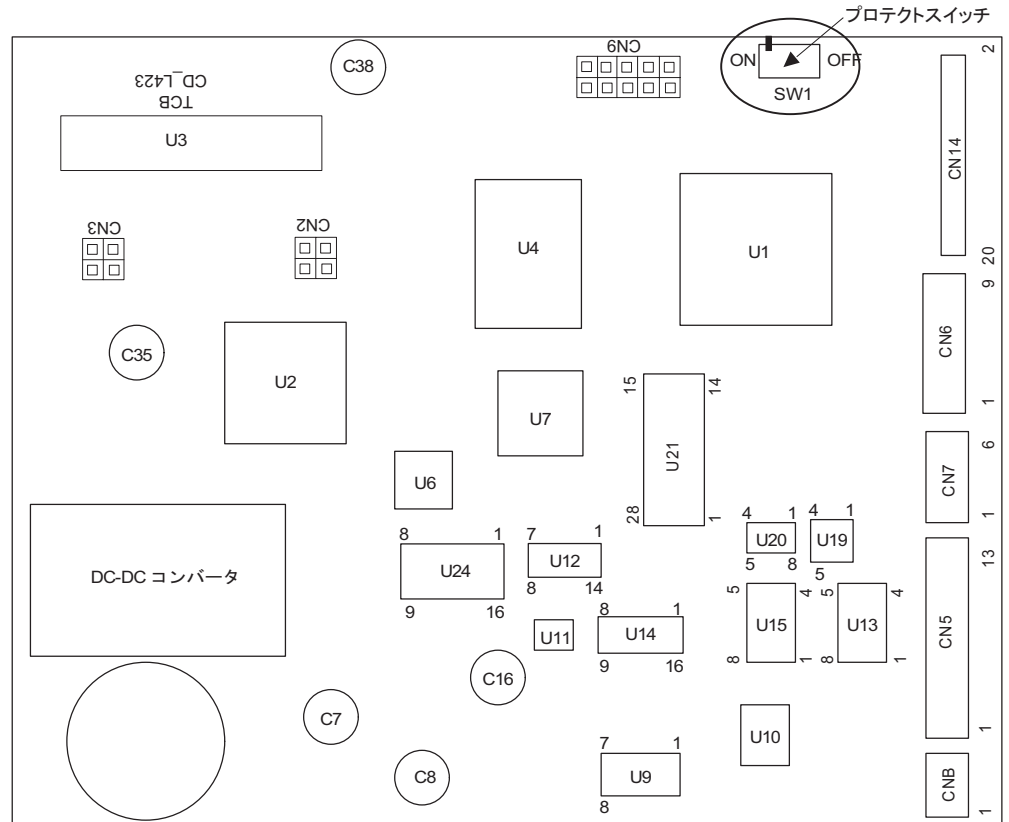 プロテクトスイッチ
CN9
ON
OFF
SW1
C38
CD_L423
TCB
U3
2
CN14
20
CN3
CN2
U4
U1
9
CN6
1
C35
U2
U7
15
14
U21
28
1
6
CN7
1
U6
8
1
U24
9
16
7
1
U12
8
14
4
1
U20
5
8
4
1
U19
5
13
CN5
1
DC-DC コンバータ
U11
8
1
U14
9
16
5
4
U15
8
1
5
4
U13
8
1
C16
C7
U10
C8
7
1
U9
8
CNB
1